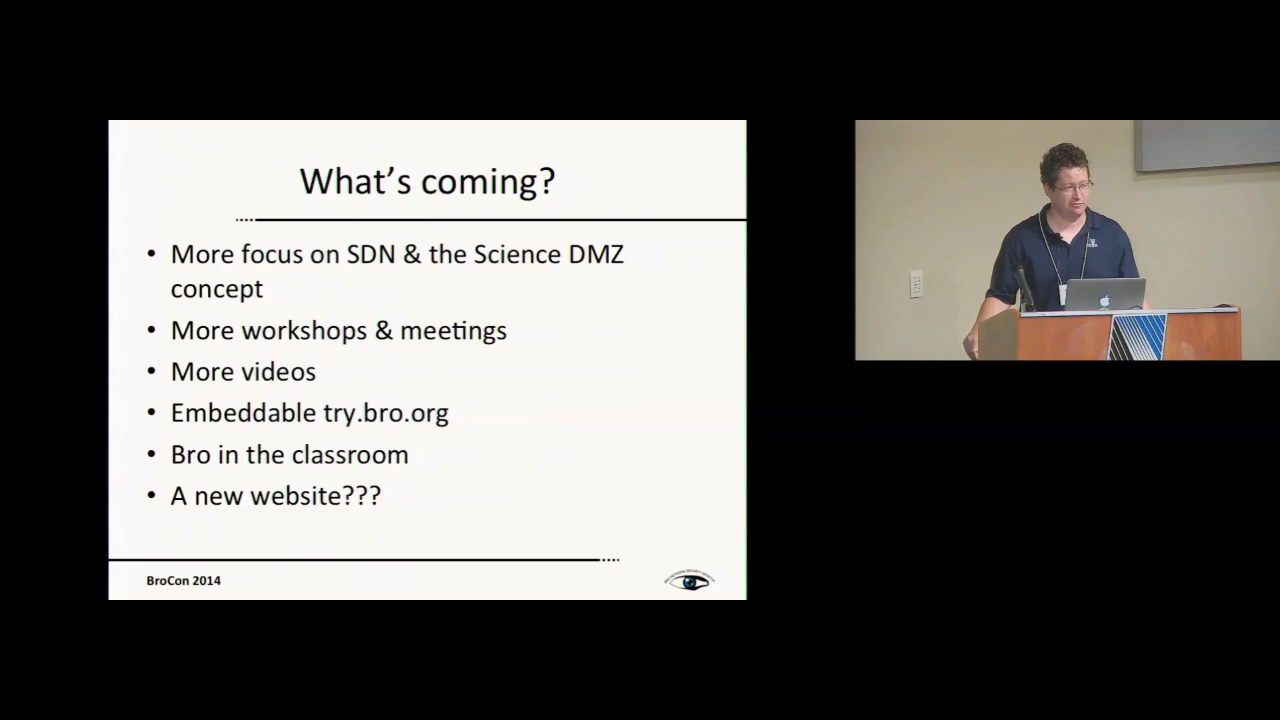 What's coming?
• More focus on SDN & the Science DMZ
concept
• More workshops & meetings
• More videos
• Embeddable try.bro.org
• Bro in the classroom
• A new website???
BroCon 2014